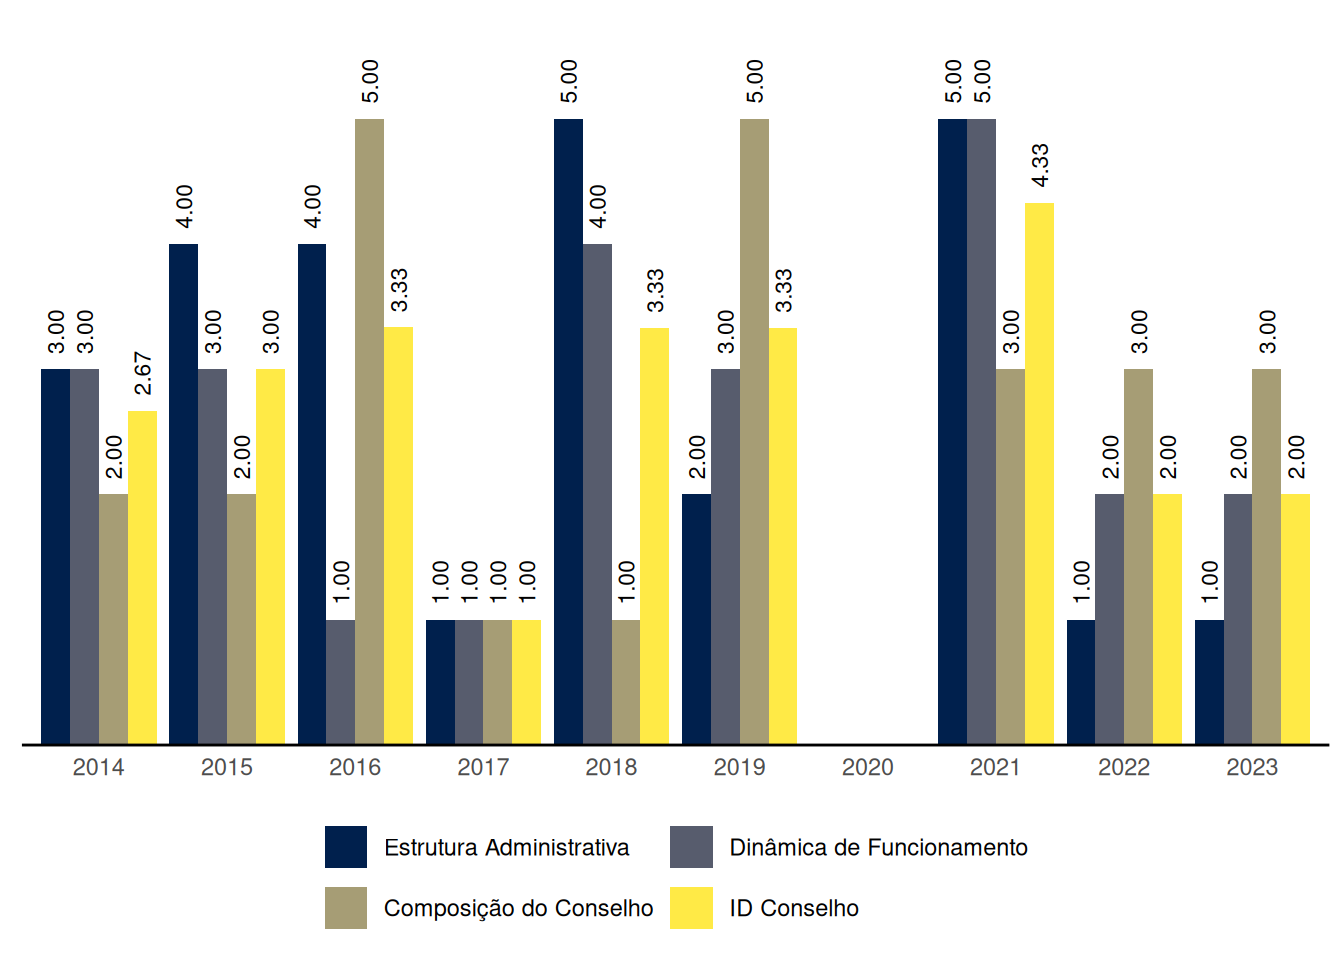 3.00 3.00 2.00 2.67
4.00 3.00 2.00 3.00
4.00 1.00 5.00 3.33
1.00 1.00 1.00 1.00
5.00 4.00 1.00 3.33
2.00 3.00 5.00 3.33
5.00 5.00 3.00 4.33
1.00 2.00 3.00 2.00
1.00 2.00 3.00 2.00
2014 2015 2016 2017 2018 2019 2020 2021 2022 2023
Estrutura Administrativa Dinâmica de Funcionamento
Composição do Conselho ID Conselho